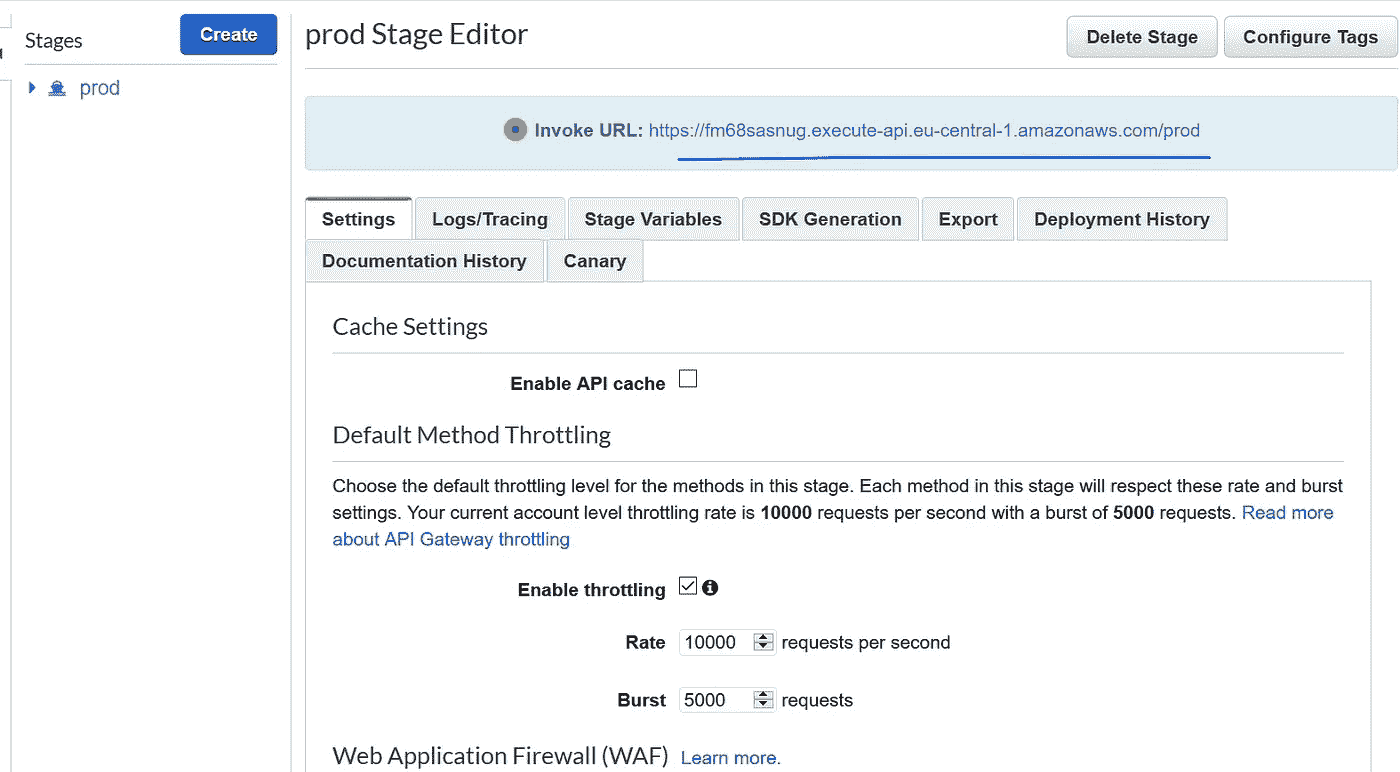 Stages
Create
prod
prod Stage Editor
Delete Stage
Configure Tags
Invoke URL: https://fm68sasnug.execute-api.eu-central-1.amazonaws.com/prod
Settings
Logs/Tracing
Stage Variables
SDK Generation
Export
Deployment History
Documentation History
Canary
Cache Settings
Enable API cache
Default Method Throttling
Choose the default throttling level for the methods in this stage. Each method in this stage will respect these rate and burst
settings. Your current account level throttling rate is 10000 requests per second with a burst of 5000 requests. Read more
about API Gateway throttling
Enable throttling
Rate 10000 requests per second
Burst 5000 requests
Web Application Firewall (WAF) Learn more.